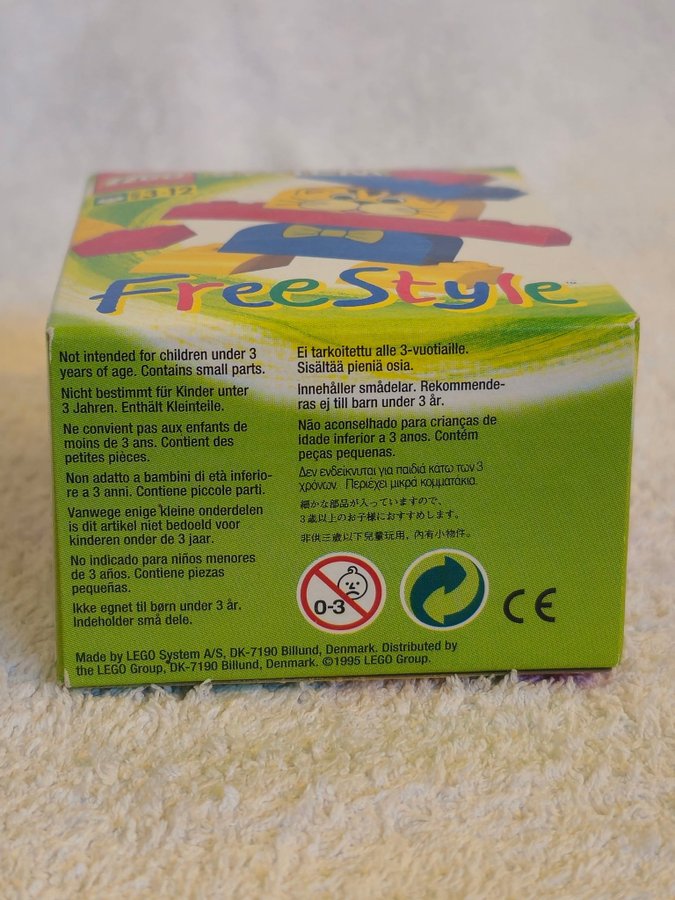 3-12
FreeStyle™
Not intended for children under 3
years of age. Contains small parts.
Nicht bestimmt für Kinder unter
3 Jahren. Enthält Kleinteile.
Ne convient pas aux enfants de
moins de 3 ans. Contient des
petites pièces.
Non adatto a bambini di età inferio-
re a 3 anni. Contiene piccole parti.
Vanwege enige kleine onderdelen
is dit artikel niet bedoeld voor
kinderen onder de 3 jaar.
No indicado para niños menores
de 3 años. Contiene piezas
pequeñas.
Ikke egnet til børn under 3 år.
Indeholder små dele.
Ei tarkoitettu alle 3-vuotiaille.
Sisältää pieniä osia.
Innehåller smådelar. Rekommende-
ras ej till barn under 3 år.
Não aconselhado para crianças de
idade inferior a 3 anos. Contém
peças pequenas.
Δεν ενδείκνυται για παιδιά κάτω των 3
χρόνων. Περιέχει μικρά κομματάκια.
細かな部品が入っていますので、
3歳以上のお子様におすすめします。
非供三歲以下兒童玩用，內有小物件。
0-3
CE
Made by LEGO System A/S, DK-7190 Billund, Denmark. Distributed by
the LEGO Group, DK-7190 Billund, Denmark. ©1995 LEGO Group.